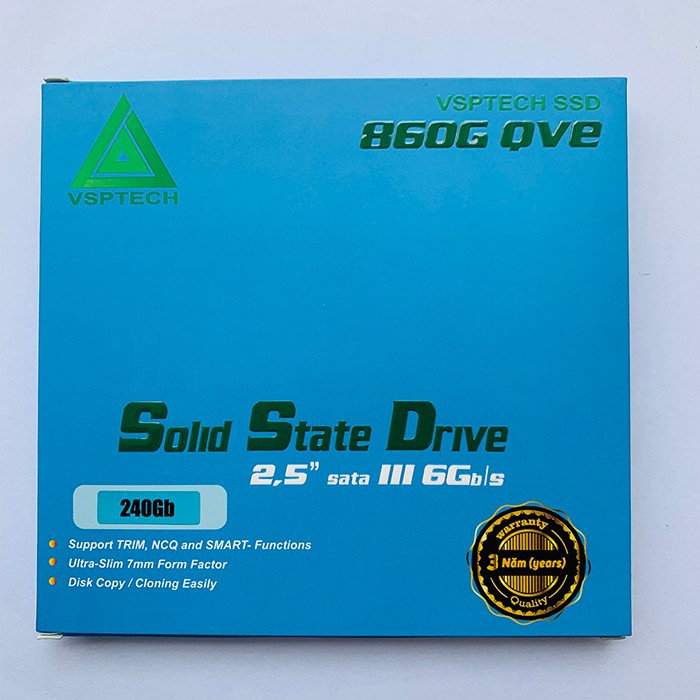 VSPTECH
VSPTECH SSD
860G QVE
Solid State Drive
2,5” sata III 6Gb/s
240Gb
Support TRIM, NCQ and SMART- Functions
Ultra-Slim 7mm Form Factor
Disk Copy / Cloning Easily
warranty
3 Năm (years)
Quality